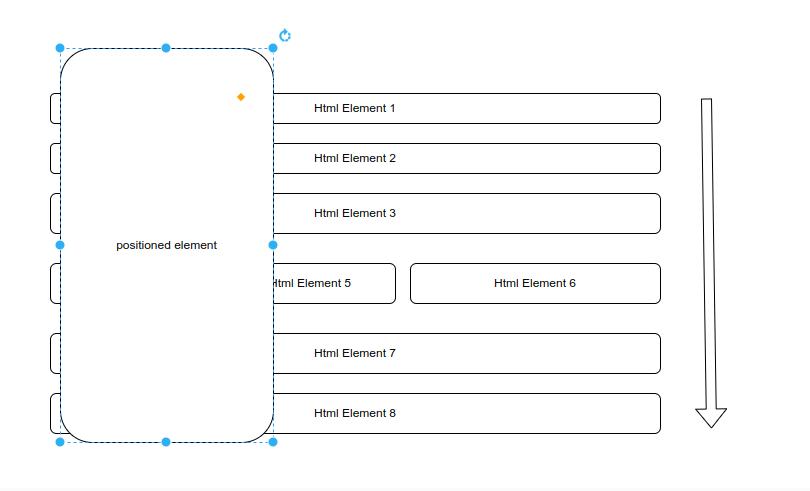 Html Element 1
Html Element 2
Html Element 3
positioned element
Html Element 5
Html Element 6
Html Element 7
Html Element 8